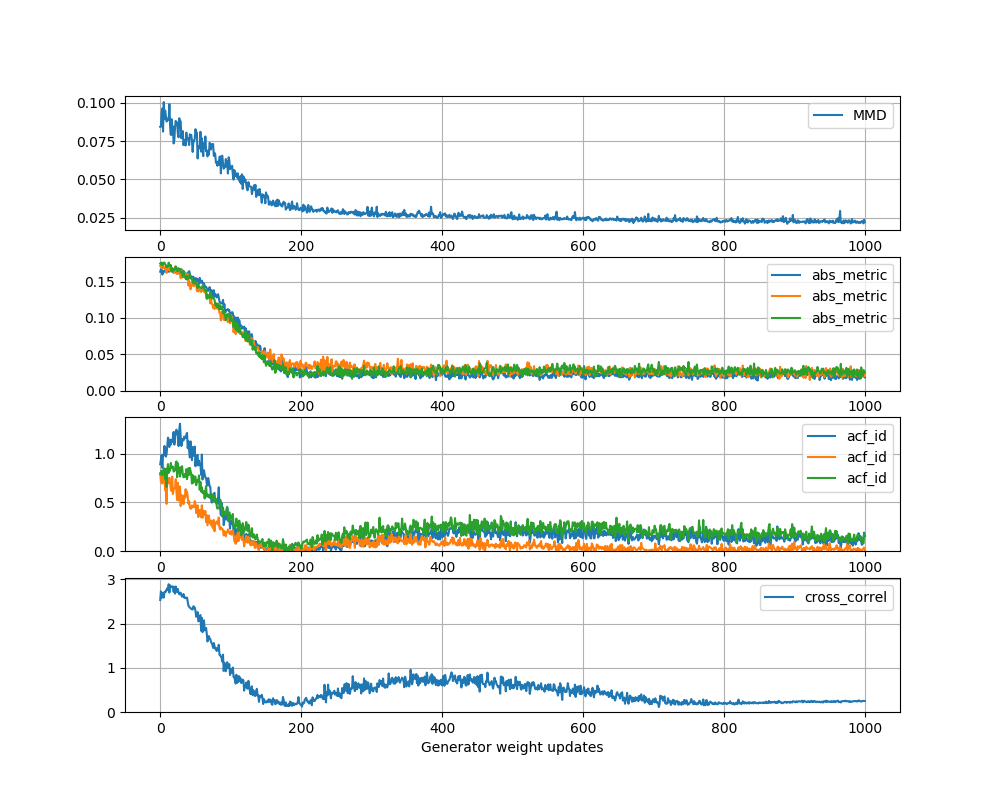 0.100
0.075
0.050
0.025
0 200 400 600 800 1000
MMD
0.15
0.10
0.05
0.00
0 200 400 600 800 1000
abs_metric
abs_metric
abs_metric
1.0
0.5
0.0
0 200 400 600 800 1000
acf_id
acf_id
acf_id
3
2
1
0
0 200 400 600 800 1000
cross_correl
Generator weight updates